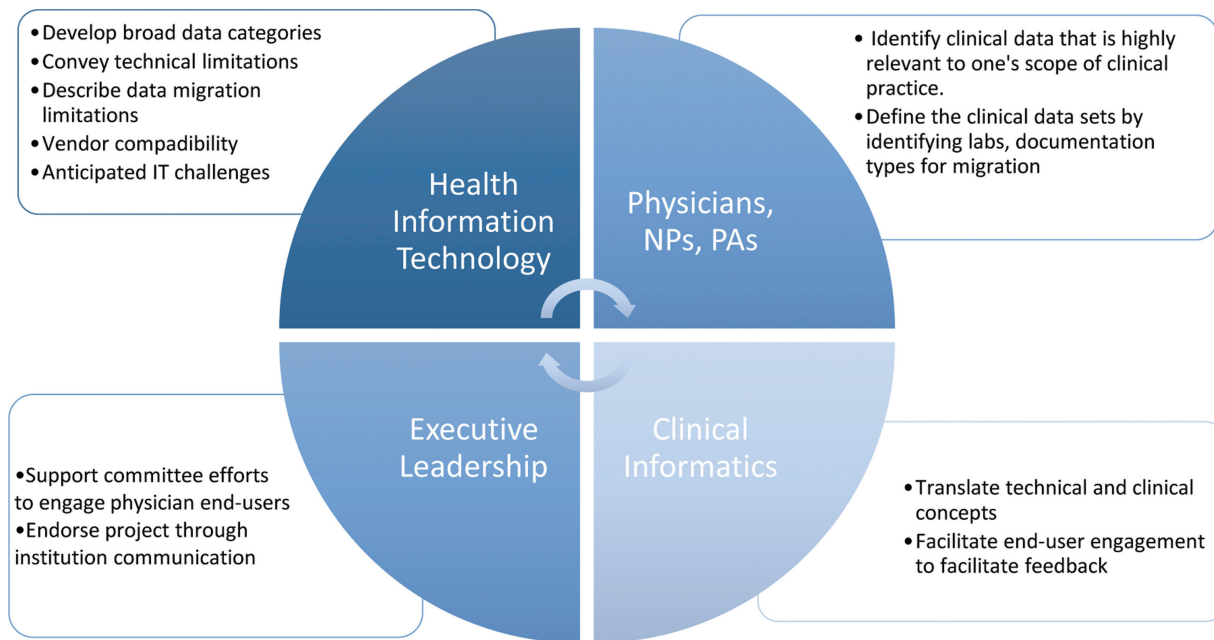 •Develop broad data categories
•Convey technical limitations
•Describe data migration
limitations
•Vendor compadibility
•Anticipated IT challenges
• Identify clinical data that is highly
relevant to one's scope of clinical
practice.
•Define the clinical data sets by
identifying labs, documentation
types for migration
Health
Information
Technology
Physicians,
NPs, PAs
Executive
Leadership
Clinical
Informatics
•Support committee efforts
to engage physician end-users
•Endorse project through
institution communication
•Translate technical and clinical
concepts
•Facilitate end-user engagement
to facilitate feedback